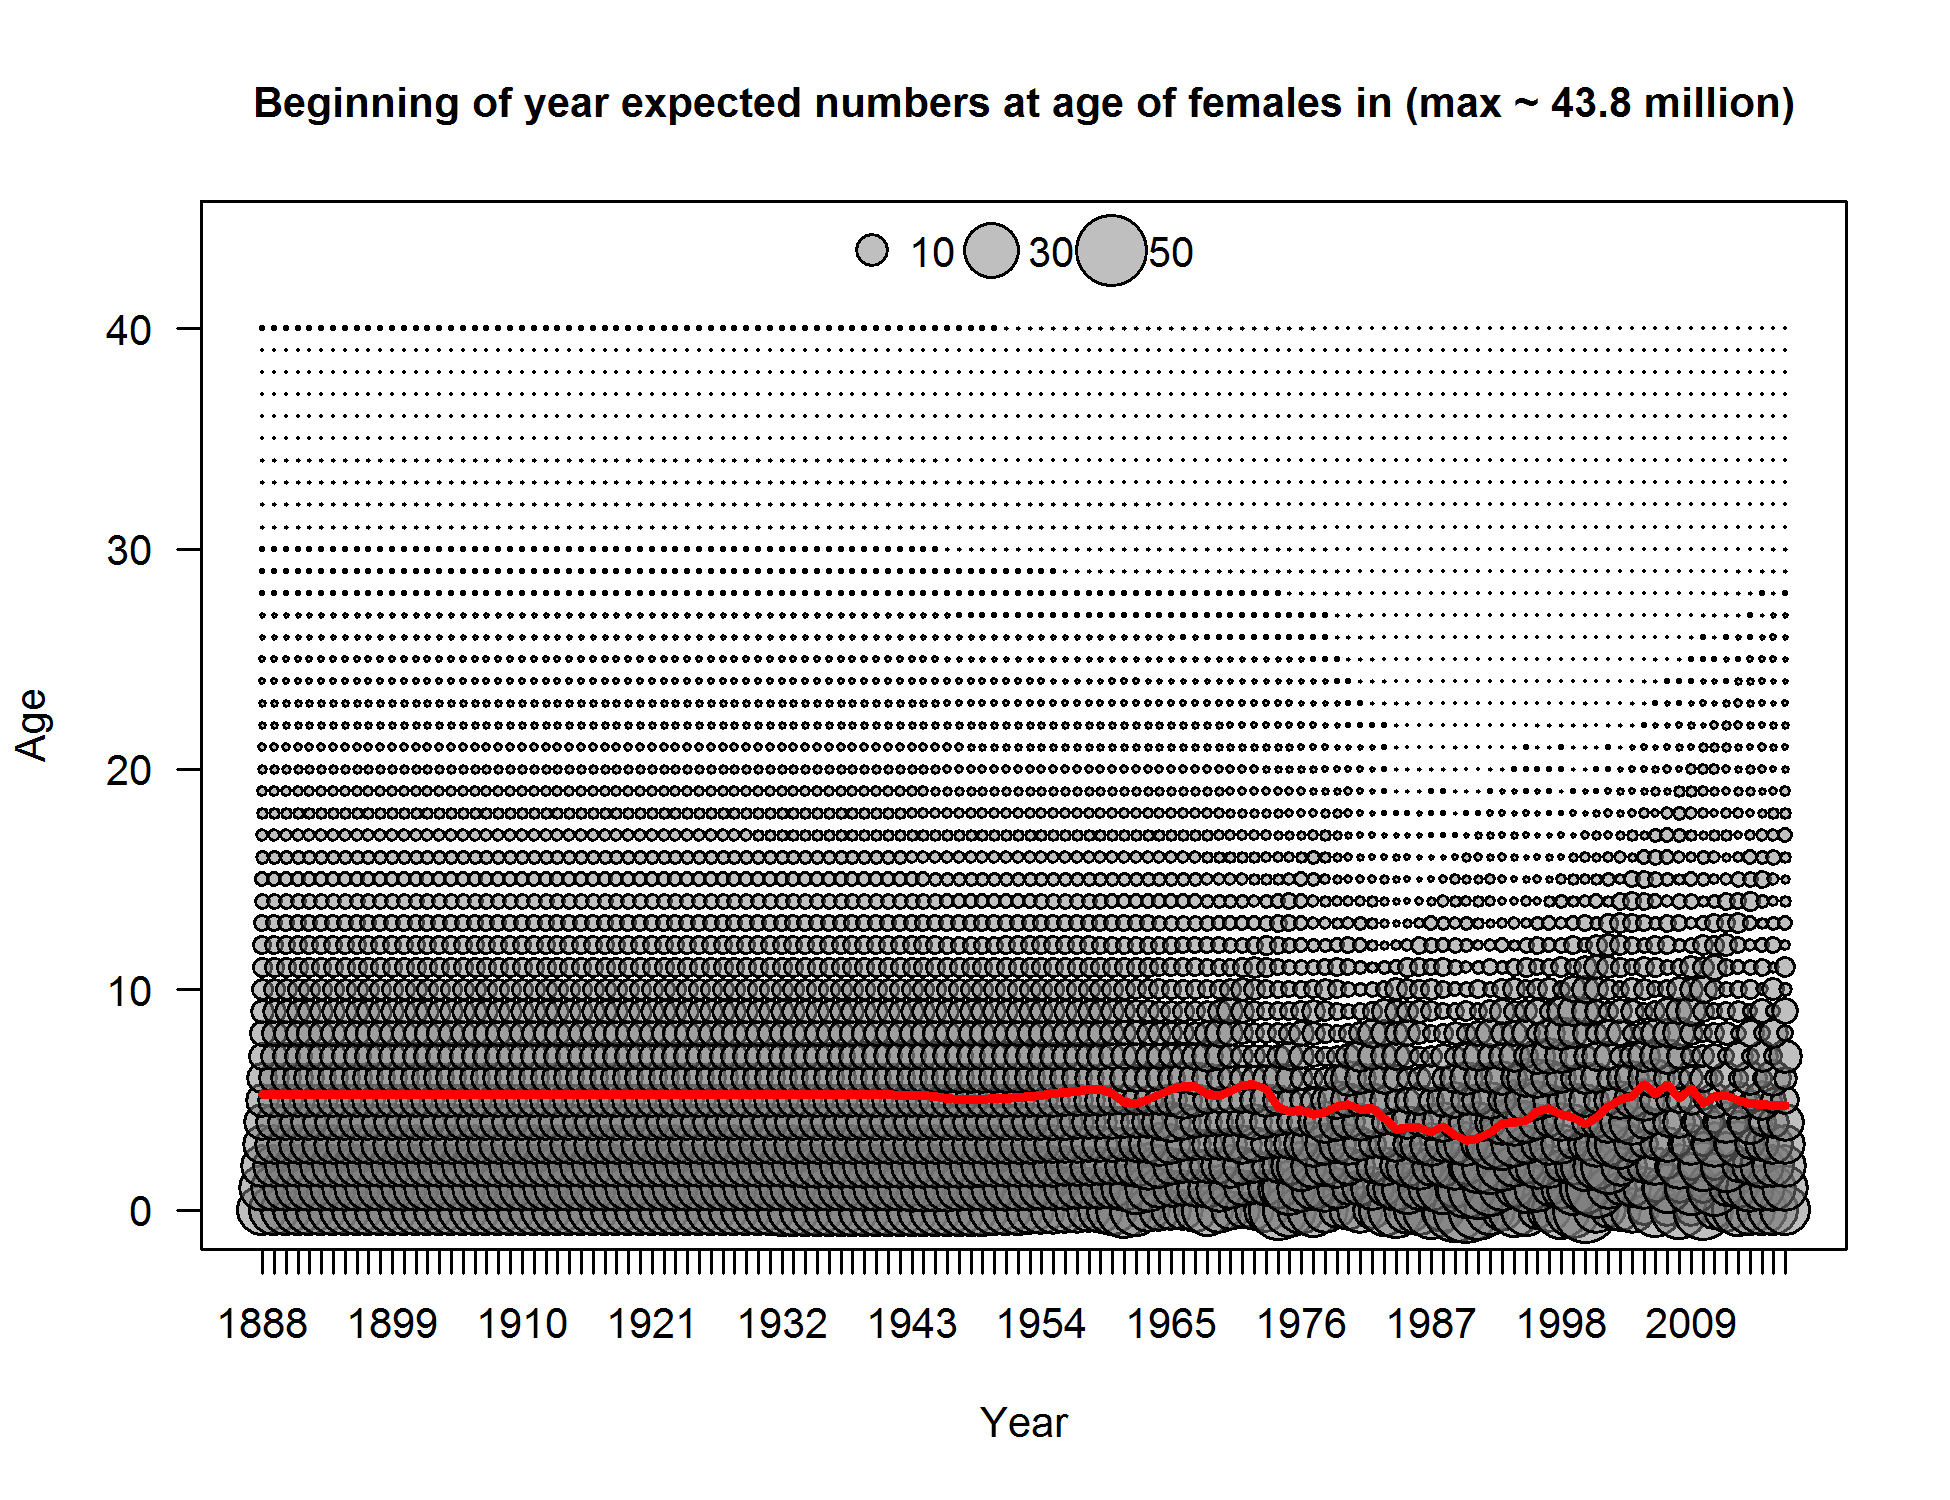 Beginning of year expected numbers at age of females in (max ~ 43.8 million)
10 30 50
40
30
20
10
0
Age
1888 1899 1910 1921 1932 1943 1954 1965 1976 1987 1998 2009
Year